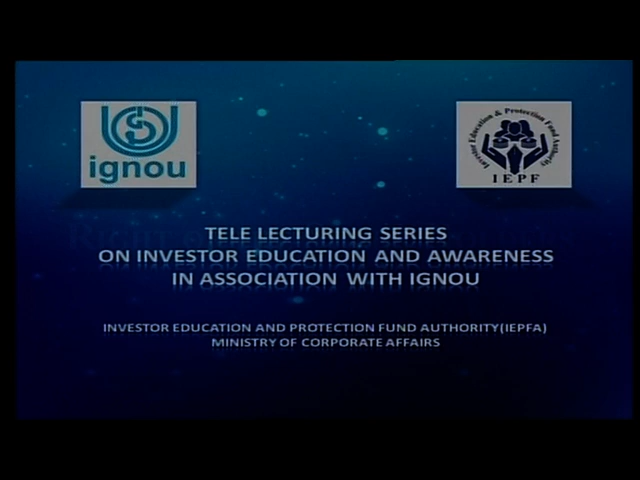 ignou
Investor Education & Protection Fund Authority
IEPF
TELE LECTURING SERIES
ON INVESTOR EDUCATION AND AWARENESS
IN ASSOCIATION WITH IGNOU
INVESTOR EDUCATION AND PROTECTION FUND AUTHORITY(IEPFA)
MINISTRY OF CORPORATE AFFAIRS